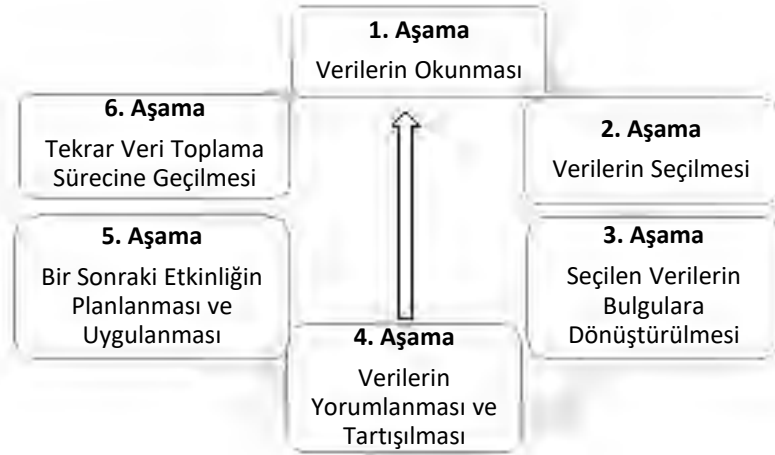 1. Aşama
Verilerin Okunması
2. Aşama
Verilerin Seçilmesi
3. Aşama
Seçilen Verilerin
Bulgulara
Dönüştürülmesi
4. Aşama
Verilerin
Yorumlanması ve
Tartışılması
5. Aşama
Bir Sonraki Etkinliğin
Planlanması ve
Uygulanması
6. Aşama
Tekrar Veri Toplama
Sürecine Geçilmesi